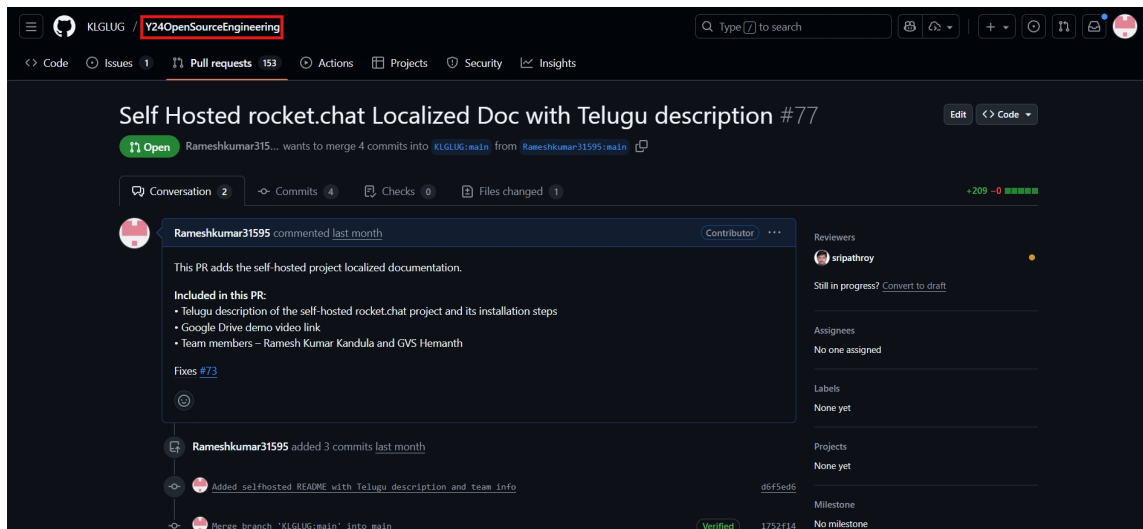 KLGLUG / Y24OpenSourceEngineering
Type / to search
Code
Issues 1
Pull requests 153
Actions
Projects
Security
Insights
Self Hosted rocket.chat Localized Doc with Telugu description #77
Edit
Code
Open
Rameshkumar315... wants to merge 4 commits into KLGLUG:main from Rameshkumar31595:main
Conversation 2
Commits 4
Checks 0
Files changed 1
+209 −0
Rameshkumar31595 commented last month
Contributor
This PR adds the self-hosted project localized documentation.
Included in this PR:
• Telugu description of the self-hosted rocket.chat project and its installation steps
• Google Drive demo video link
• Team members – Ramesh Kumar Kandula and GVS Hemanth
Fixes #73
Rameshkumar31595 added 3 commits last month
Added selfhosted README with Telugu description and team info
d6f5ed6
Merge branch 'KLGLUG:main' into main
Verified
1752f14
Reviewers
sripathroy
Still in progress? Convert to draft
Assignees
No one assigned
Labels
None yet
Projects
None yet
Milestone
No milestone